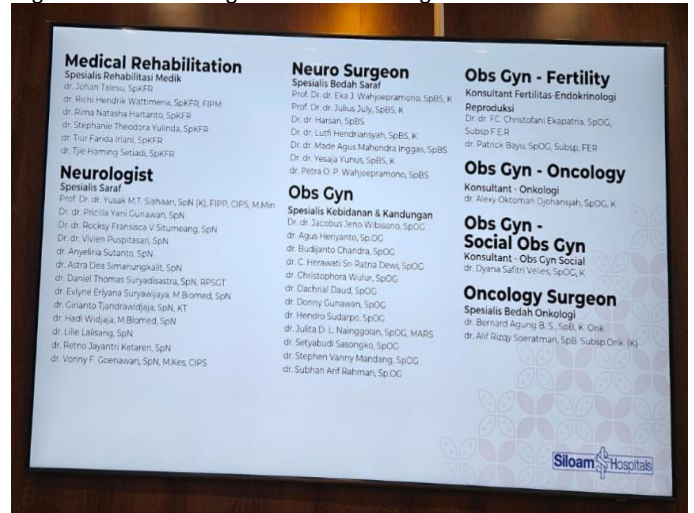 Medical Rehabilitation
Spesialis Rehabilitasi Medik
dr. Johan Talesu, SpKFR
dr. Richi Hendrik Wattimena, SpKFR, FIPM
dr. Rima Natasha Hartanto, SpKFR
dr. Stephanie Theodora Yulinda, SpKFR
dr. Tiur Farida Iriani, SpKFR
dr. Tjie Haming Setiadi, SpKFR
Neurologist
Spesialis Saraf
Prof. Dr. dr. Yusak M.T. Siahaan, SpN (K), FIPP, CIPS, M.Min
Dr. dr. Pricilla Yani Gunawan, SpN
Dr. dr. Rocksy Fransisca V Situmeang, SpN
Dr. dr. Vivien Puspitasari, SpN
dr. Anyeliria Sutanto, SpN
dr. Astra Dea Simanungkalit, SpN
dr. Daniel Thomas Suryadisastra, SpN, RPSGT
dr. Evlyne Erlyana Suryawijaya, M.Biomed, SpN
dr. Girianto Tjandrawidjaja, SpN, KT
dr. Hadi Widjaja, M.Biomed, SpN
dr. Lilie Lalisang, SpN
dr. Retno Jayantri Ketaren, SpN
dr. Vonny F. Goenawan, SpN, M.Kes, CIPS
Neuro Surgeon
Spesialis Bedah Saraf
Prof. Dr. dr. Eka J. Wahjoepramono, SpBS, K
Prof. Dr. dr. Julius July, SpBS, K
Dr. dr. Harsan, SpBS
Dr. dr. Lutfi Hendriansyah, SpBS, K
Dr. dr. Made Agus Mahendra Inggas, SpBS
Dr. dr. Yesaja Yunus, SpBS, K
dr. Petra O. P. Wahjoepramono, SpBS
Obs Gyn
Spesialis Kebidanan & Kandungan
Dr. dr. Jacobus Jeno Wibisono, SpOG
dr. Agus Heriyanto, Sp.OG
dr. Budijanto Chandra, SpOG
dr. C. Herawati Sri Ratna Dewi, SpOG
dr. Christophora Wulur, SpOG
dr. Dachrial Daud, SpOG
dr. Donny Gunawan, SpOG
dr. Hendro Sudarpo, SpOG
dr. Julita D. L. Nainggolan, SpOG, MARS
dr. Setyabudi Sasongko, SpOG
dr. Stephen Vanny Mandang, SpOG
dr. Subhan Arif Rahman, Sp.OG
Obs Gyn - Fertility
Konsultant Fertilitas-Endokrinologi
Reproduksi
Dr. dr. F.C. Christofani Ekapatria, SpOG,
Subsp F.E.R
dr. Patrick Bayu, SpOG, Subsp. FER
Obs Gyn - Oncology
Konsultant - Onkologi
dr. Alexy Oktoman Djohansjah, SpOG, K
Obs Gyn -
Social Obs Gyn
Konsultant - Obs Gyn Social
dr. Dyana Safitri Velies, SpOG, K
Oncology Surgeon
Spesialis Bedah Onkologi
dr. Bernard Agung B. S., SpB, K. Onk
dr. Alif Rizqy Soeratman, SpB. Subsp.Onk. (K)
Siloam Hospitals